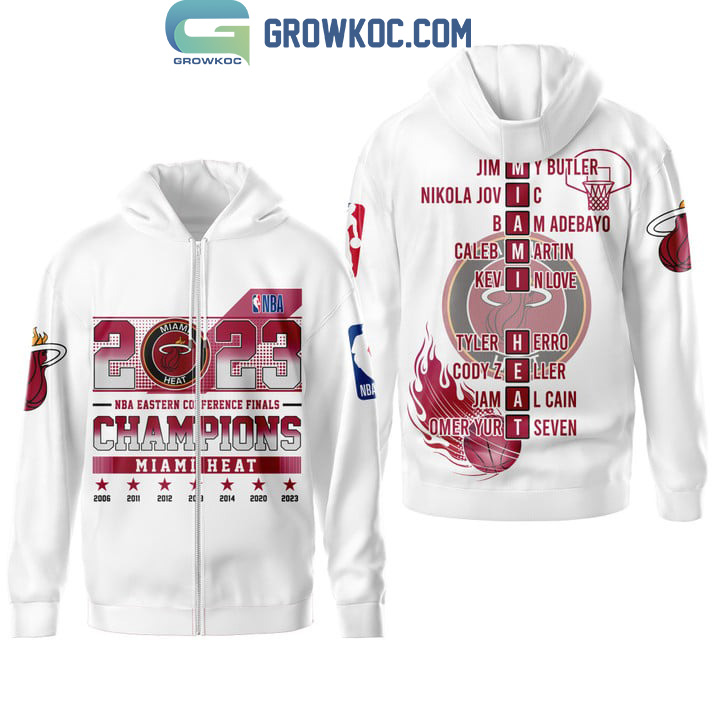 GROWKOC.COM
GROWKOC
NBA
2023
MIAMI
HEAT
NBA EASTERN CONFERENCE FINALS
CHAMPIONS
MIAMI HEAT
2006 2011 2012 2013 2014 2020 2023
NBA
JIMMY BUTLER
NIKOLA JOVIC
BAM ADEBAYO
CALEB MARTIN
KEVIN LOVE
TYLER HERRO
CODY ZELLER
JAMAL CAIN
OMER YURTSEVEN